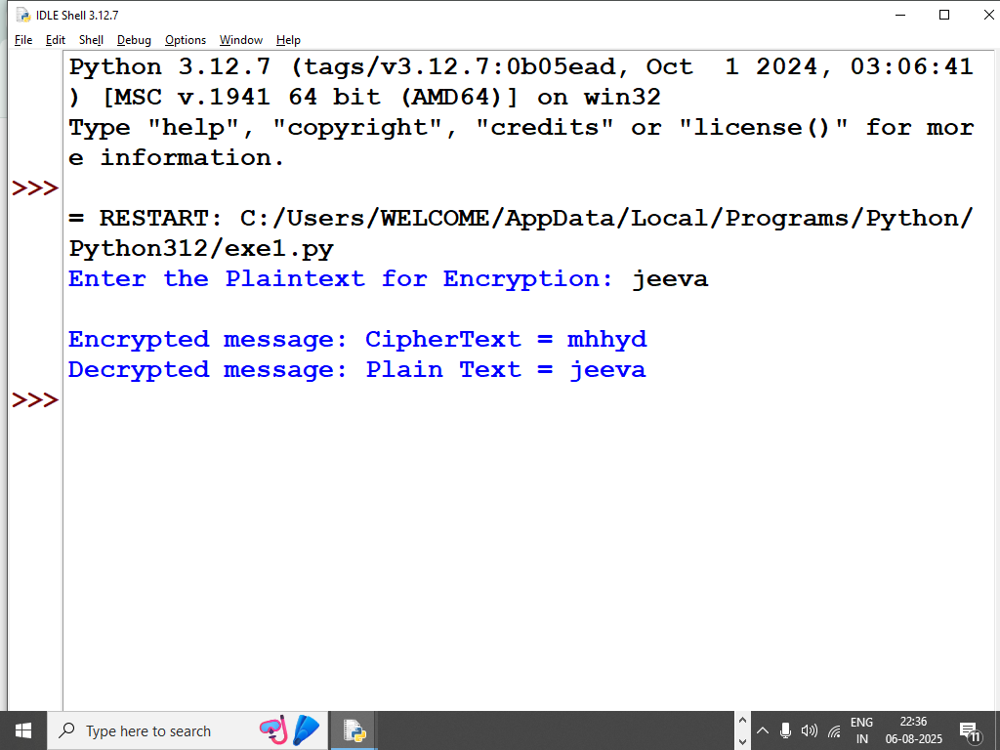 IDLE Shell 3.12.7
File Edit Shell Debug Options Window Help
Python 3.12.7 (tags/v3.12.7:0b05ead, Oct  1 2024, 03:06:41
) [MSC v.1941 64 bit (AMD64)] on win32
Type "help", "copyright", "credits" or "license()" for mor
e information.
>>>
= RESTART: C:/Users/WELCOME/AppData/Local/Programs/Python/
Python312/exe1.py
Enter the Plaintext for Encryption: jeeva
Encrypted message: CipherText = mhhyd
Decrypted message: Plain Text = jeeva
>>>
Type here to search
ENG
IN
22:36
06-08-2025
11